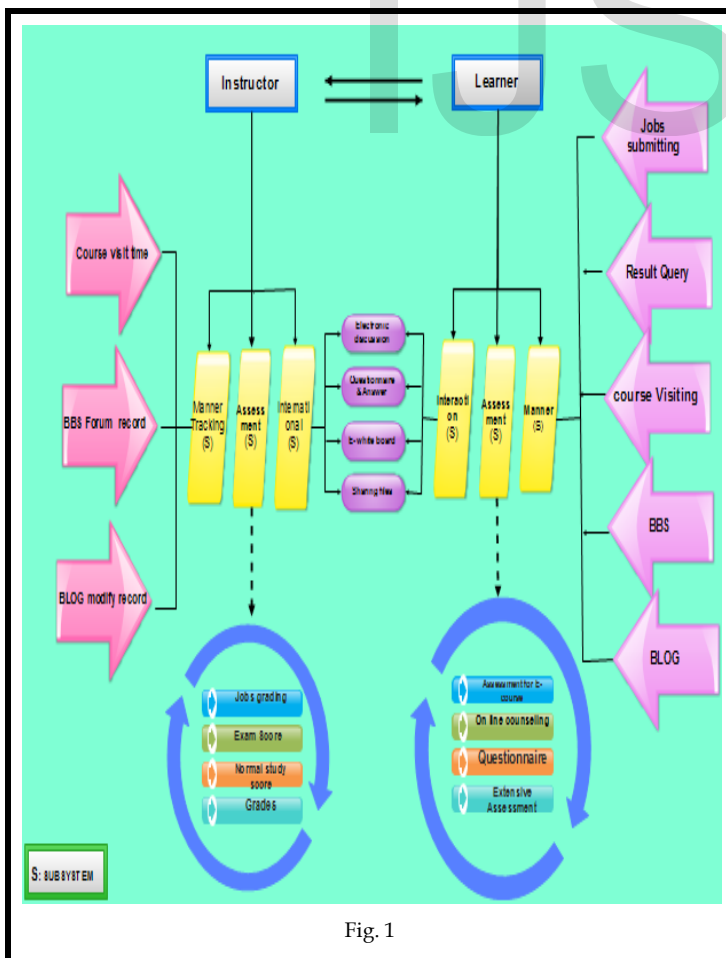 IJS
Instructor
Learner
Jobs
submitting
Result Query
course Visiting
BBS
BLOG
Course visit time
BBS Forum record
BLOG modify record
Manner
Tracking
(S)
Assess
ment
(S)
Internati
onal
(S)
Electronic
discussion
Questionnaire
& Answer
E- white board
Sharing files
Interactio
n (S)
Assess
ment
(S)
Manner
(s)
Jobs grading
Exam Score
Normal study
score
Grades
Assessment for E-
course
On line counseling
Questionnaire
Extensive
Assessment
S: SUBSYSTEM
Fig. 1